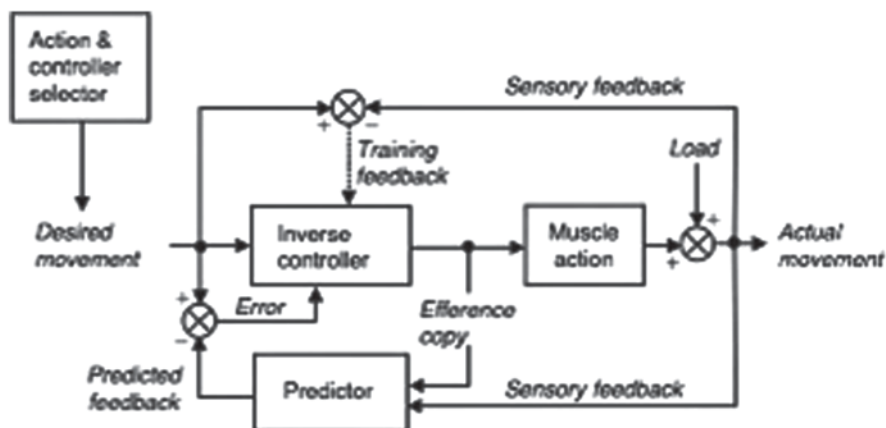 Action &
controller
selector
Sensory feedback
+
−
Training
feedback
Load
+
Desired
movement
Inverse
controller
Muscle
action
+
Actual
movement
+
Error
−
Efference
copy
Predicted
feedback
Predictor
Sensory feedback